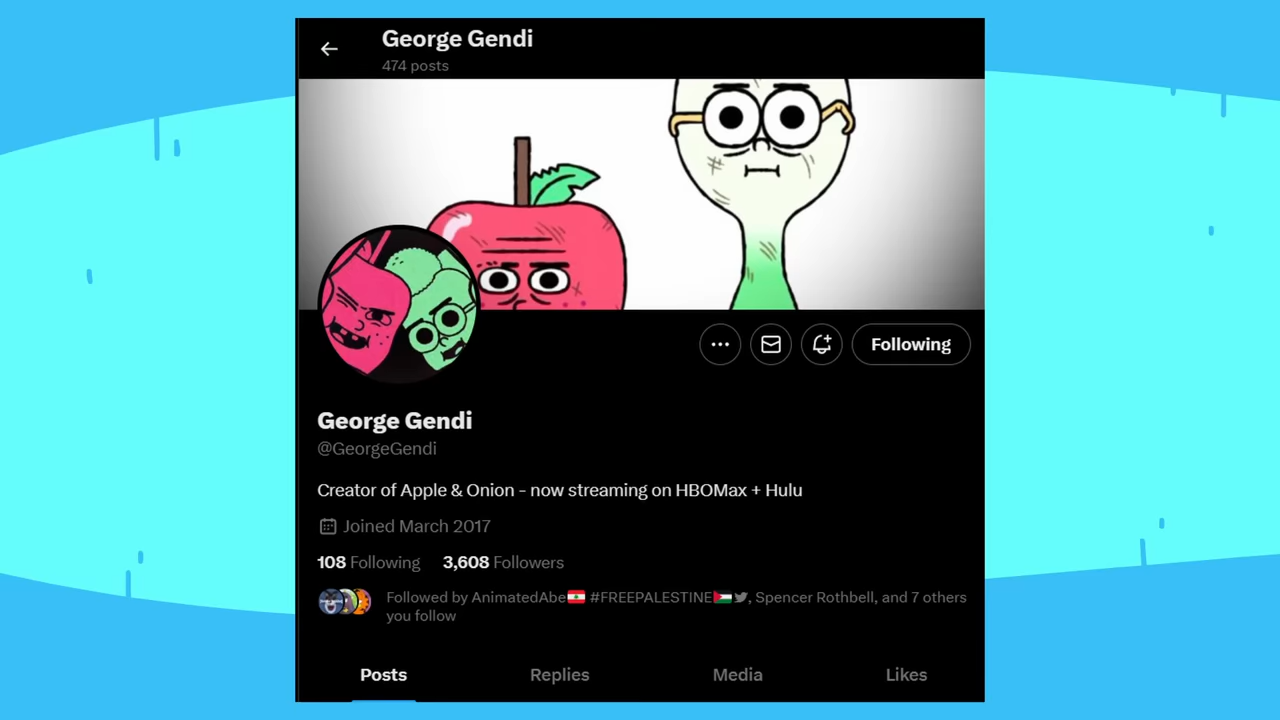 George Gendi
474 posts
Following
George Gendi
@GeorgeGendi
Creator of Apple & Onion - now streaming on HBOMax + Hulu
Joined March 2017
108 Following 3,608 Followers
Followed by AnimatedAbe🇱🇧 #FREEPALESTINE🇵🇸, Spencer Rothbell, and 7 others
you follow
Posts Replies Media Likes